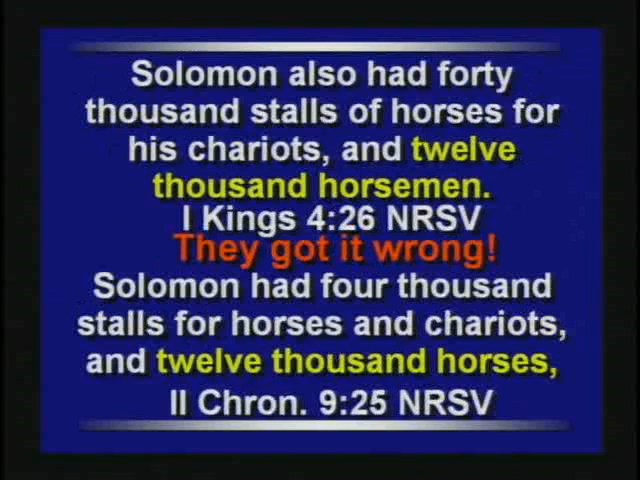 Solomon also had forty
thousand stalls of horses for
his chariots, and twelve
thousand horsemen.
I Kings 4:26 NRSV
They got it wrong!
Solomon had four thousand
stalls for horses and chariots,
and twelve thousand horses,
II Chron. 9:25 NRSV